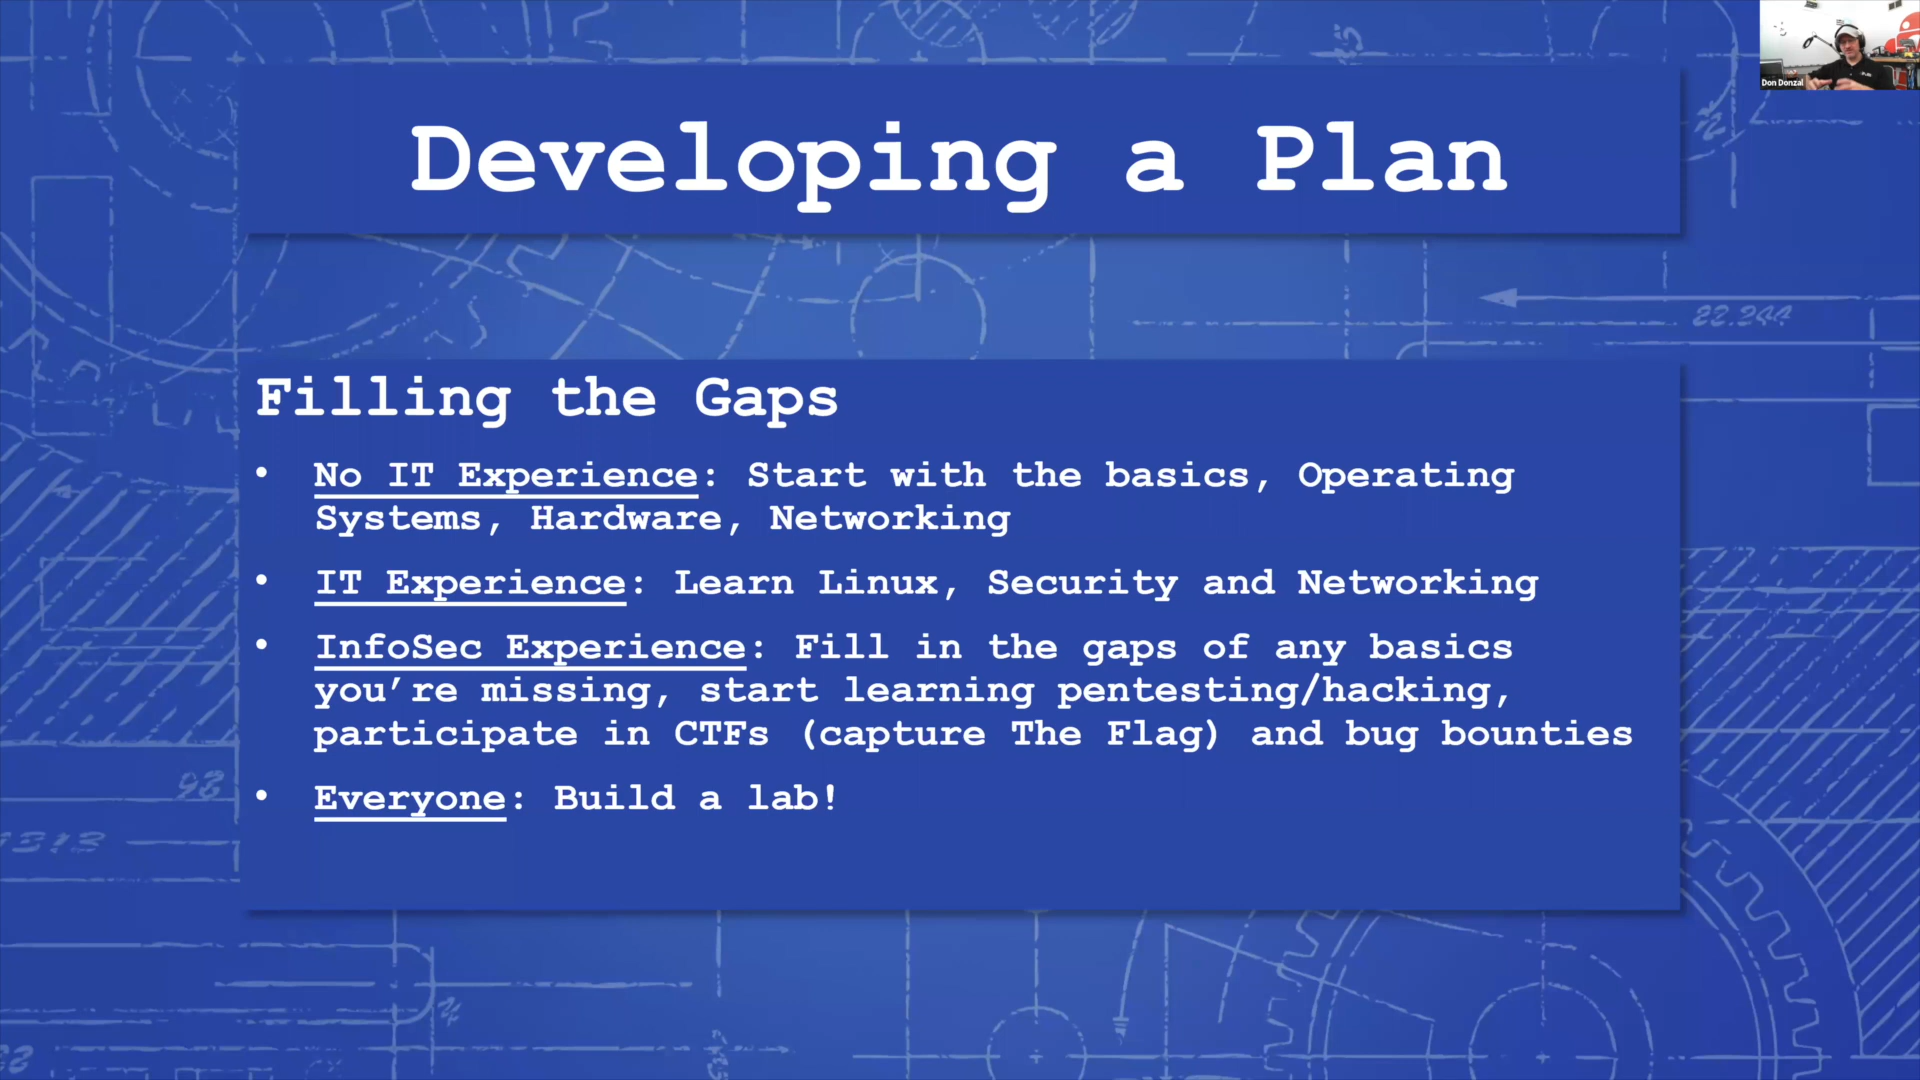 Don Donzal
Developing a Plan
22.244
Filling the Gaps
• No IT Experience: Start with the basics, Operating
Systems, Hardware, Networking
• IT Experience: Learn Linux, Security and Networking
• InfoSec Experience: Fill in the gaps of any basics
you’re missing, start learning pentesting/hacking,
participate in CTFs (capture The Flag) and bug bounties
• Everyone: Build a lab!